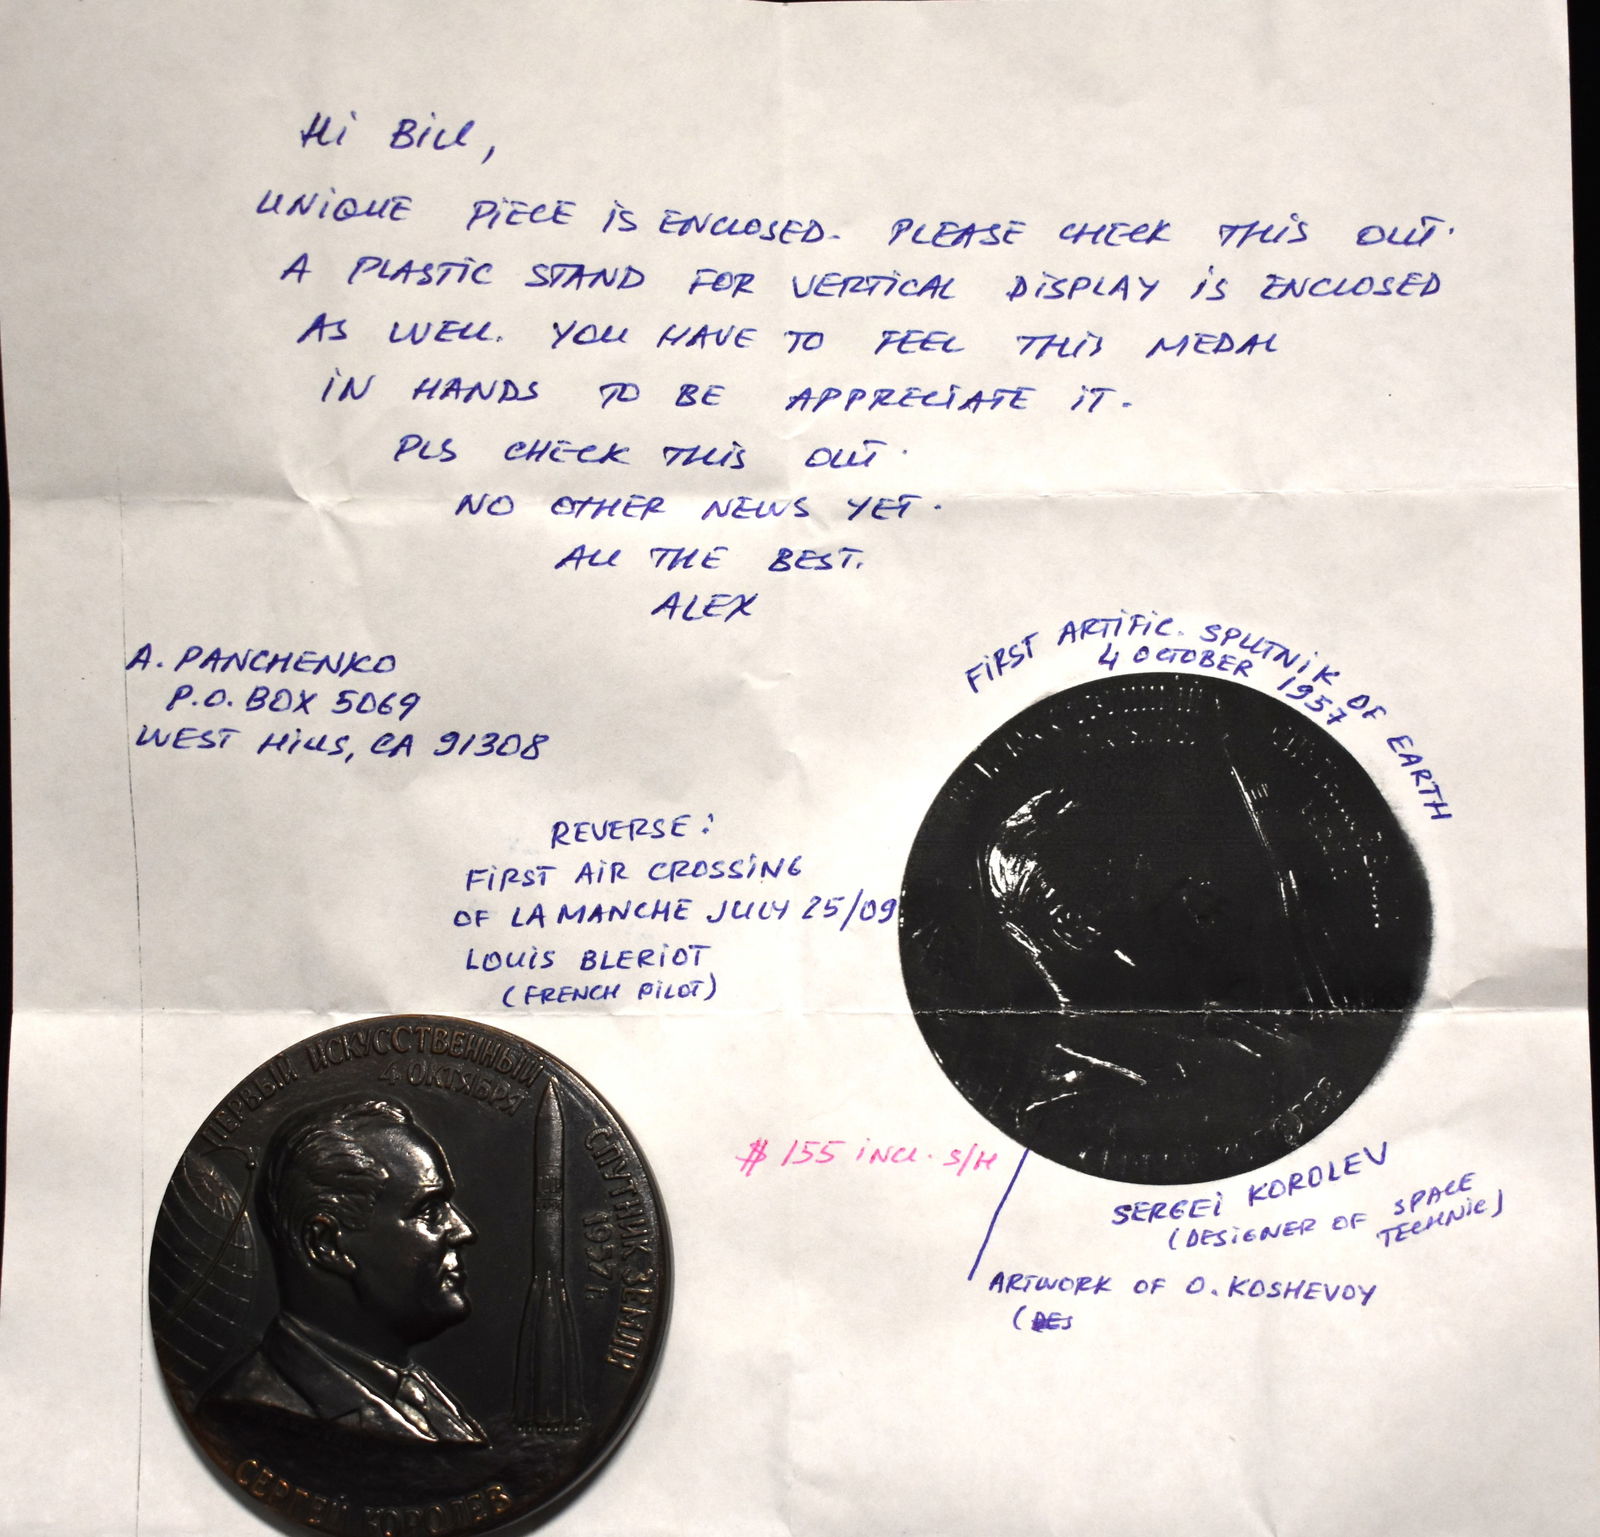 Hi Bill,
UNIQUE PIECE IS ENCLOSED. PLEASE CHECK THIS OUT.
A PLASTIC STAND FOR VERTICAL DISPLAY IS ENCLOSED
AS WELL. YOU HAVE TO FEEL THIS MEDAL
IN HANDS TO BE APPRECIATE IT.
PLS CHECK THIS OUT.
NO OTHER NEWS YET.
ALL THE BEST.
ALEX
A. PANCHENKO
P.O. BOX 5069
WEST HILLS, CA 91308
FIRST ARTIFIC. SPUTNIK OF EARTH
4 OCTOBER 1957
REVERSE:
FIRST AIR CROSSING
OF LA MANCHE JULY 25/09
LOUIS BLERIOT
(FRENCH PILOT)
$ 155 INCL. S/H
SERGEI KOROLEV
(DESIGNER OF SPACE
TECHNIC)
ARTWORK OF O. KOSHEVOY
(DES
ПЕРВЫЙ ИСКУССТВЕННЫЙ
СПУТНИК ЗЕМЛИ
4 ОКТЯБРЯ
1957 г.
СЕРГЕЙ КОРОЛЕВ